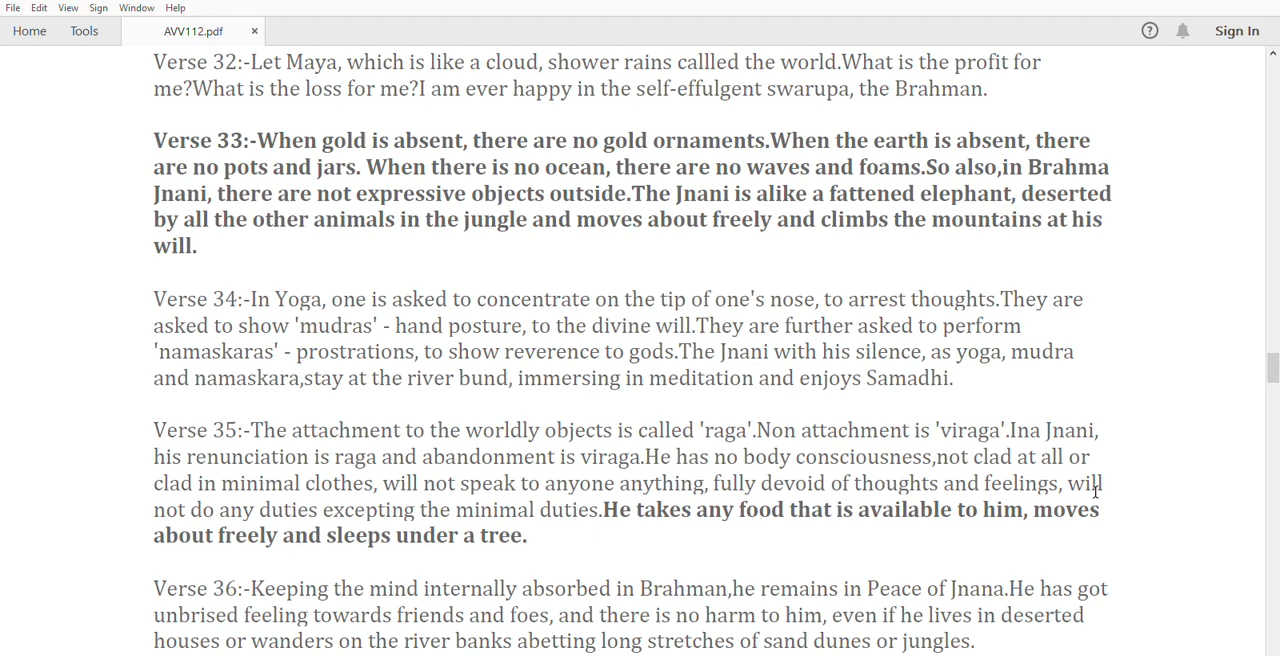 File Edit View Sign Window Help
Home Tools AVV112.pdf × ? Sign In
Verse 32:-Let Maya, which is like a cloud, shower rains callled the world.What is the profit for
me?What is the loss for me?I am ever happy in the self-effulgent swarupa, the Brahman.
Verse 33:-When gold is absent, there are no gold ornaments.When the earth is absent, there
are no pots and jars. When there is no ocean, there are no waves and foams.So also,in Brahma
Jnani, there are not expressive objects outside.The Jnani is alike a fattened elephant, deserted
by all the other animals in the jungle and moves about freely and climbs the mountains at his
will.
Verse 34:-In Yoga, one is asked to concentrate on the tip of one's nose, to arrest thoughts.They are
asked to show 'mudras' - hand posture, to the divine will.They are further asked to perform
'namaskaras' - prostrations, to show reverence to gods.The Jnani with his silence, as yoga, mudra
and namaskara,stay at the river bund, immersing in meditation and enjoys Samadhi.
Verse 35:-The attachment to the worldly objects is called 'raga'.Non attachment is 'viraga'.Ina Jnani,
his renunciation is raga and abandonment is viraga.He has no body consciousness,not clad at all or
clad in minimal clothes, will not speak to anyone anything, fully devoid of thoughts and feelings, will
not do any duties excepting the minimal duties.He takes any food that is available to him, moves
about freely and sleeps under a tree.
Verse 36:-Keeping the mind internally absorbed in Brahman,he remains in Peace of Jnana.He has got
unbrised feeling towards friends and foes, and there is no harm to him, even if he lives in deserted
houses or wanders on the river banks abetting long stretches of sand dunes or jungles.